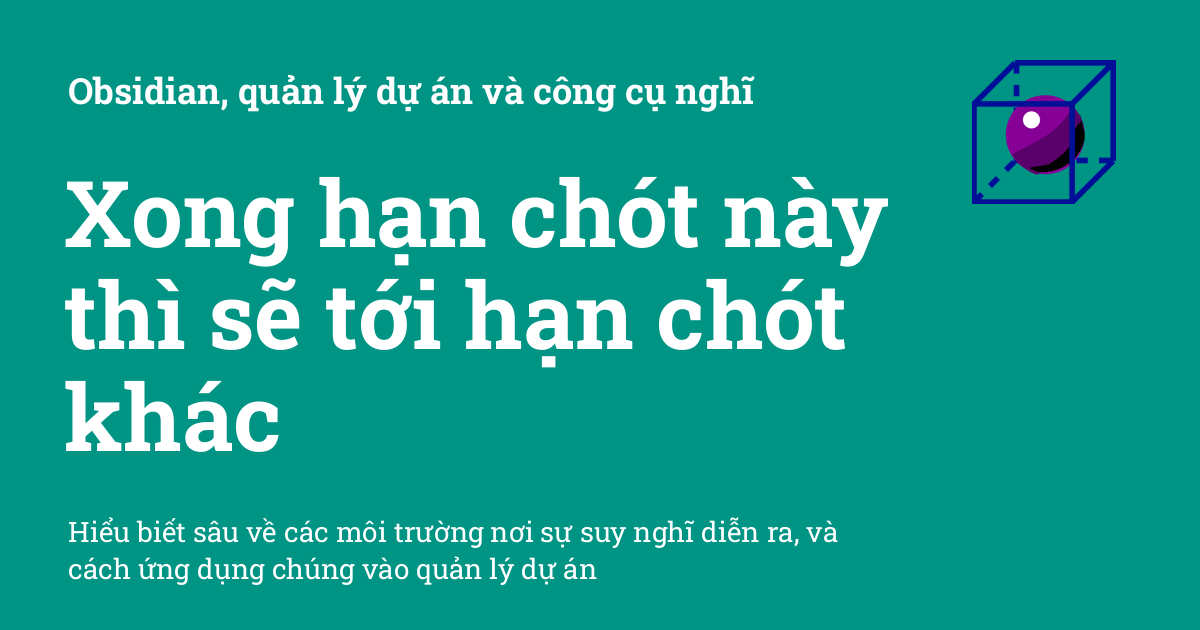 Obsidian, quản lý dự án và công cụ nghĩ
Xong hạn chót này
thì sẽ tới hạn chót
khác
Hiểu biết sâu về các môi trường nơi sự suy nghĩ diễn ra, và
cách ứng dụng chúng vào quản lý dự án